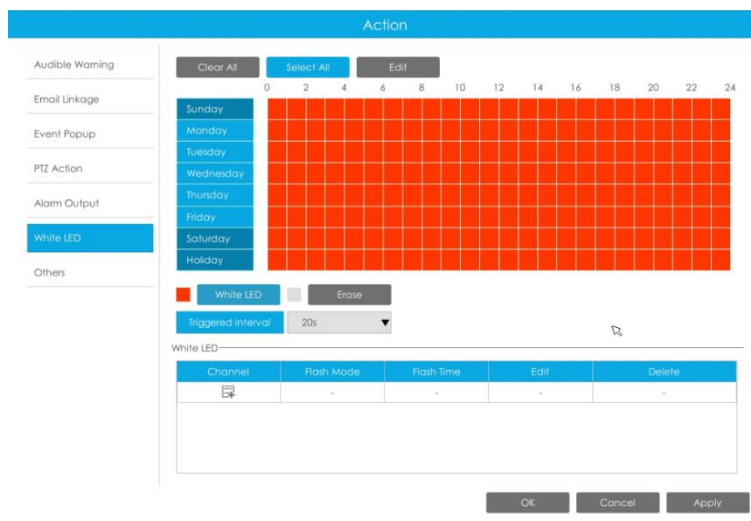 Action
Audible Warning
Email Linkage
Event Popup
PTZ Action
Alarm Output
White LED
Others
Clear All Select All Edit
0 2 4 6 8 10 12 14 16 18 20 22 24
Sunday
Monday
Tuesday
Wednesday
Thursday
Friday
Saturday
Holiday
White LED Erase
Triggered Interval 20s
White LED
Channel Flash Mode Flash Time Edit Delete
- - - -
OK Cancel Apply